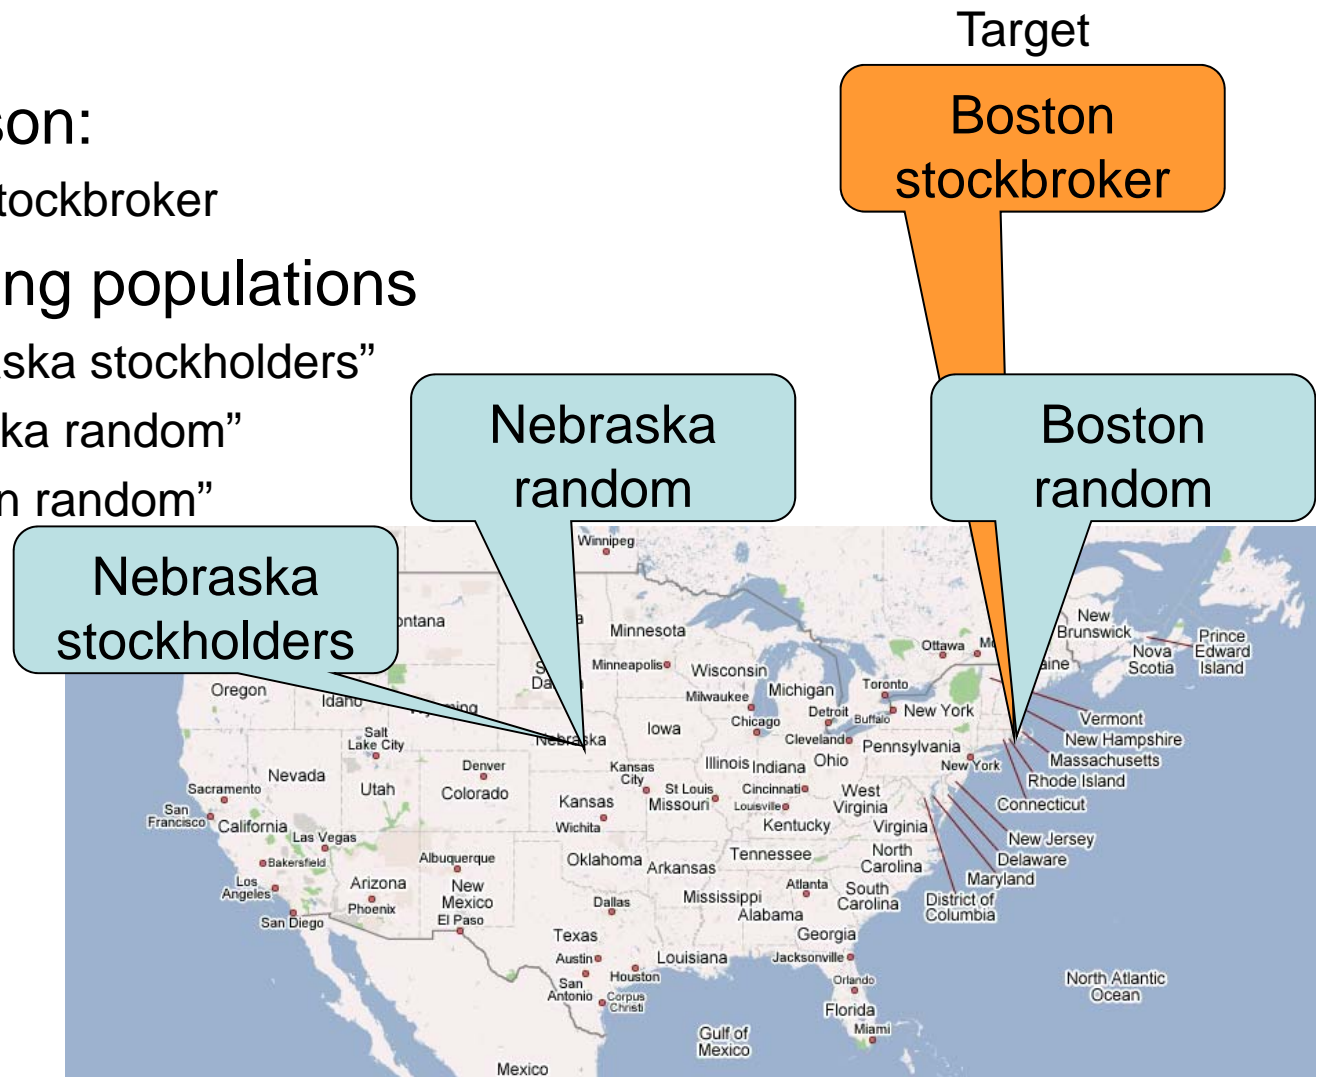 Target
Boston
stockbroker
son:
tockbroker
ng populations
ska stockholders”
ka random”
n random”
Nebraska
random
Boston
random
Nebraska
stockholders
Winnipeg
ontana
Minnesota
Minneapolis
Wisconsin
Ottawa
New
Brunswick
Nova
Scotia
Prince
Edward
Island
Oregon
Idaho
Wyoming
Milwaukee
Michigan
Toronto
Detroit
Buffalo
New York
Vermont
New Hampshire
Massachusetts
Rhode Island
Connecticut
Salt
Lake City
Nebraska
Iowa
Chicago
Cleveland
Pennsylvania
New York
Nevada
Utah
Denver
Colorado
Kansas
City
Illinois
Indiana
Ohio
Sacramento
San
Francisco
California
Las Vegas
Kansas
Wichita
St Louis
Missouri
Cincinnati
Louisville
West
Virginia
Kentucky
Virginia
New Jersey
Delaware
Maryland
District of
Columbia
Bakersfield
Los
Angeles
San Diego
Arizona
Phoenix
Albuquerque
New
Mexico
El Paso
Oklahoma
Arkansas
Tennessee
North
Carolina
Dallas
Mississippi
Alabama
Atlanta
South
Carolina
Georgia
Texas
Austin
San
Antonio
Houston
Corpus
Christi
Louisiana
Jacksonville
Orlando
Florida
Miami
North Atlantic
Ocean
Gulf of
Mexico
Mexico